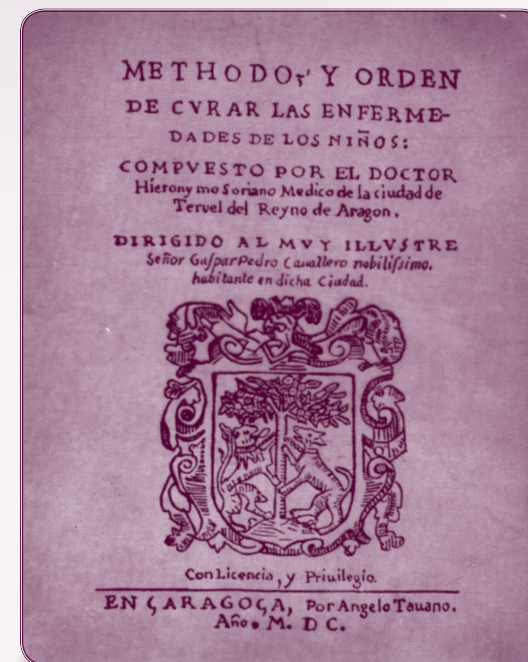 METHODO, Y ORDEN
DE CVRAR LAS ENFERME-
DADES DE LOS NIÑOS:
COMPVESTO POR EL DOCTOR
Hieronymo Soriano Medico de la ciudad de
Teruel del Reyno de Aragon.
DIRIGIDO AL MVY ILLVSTRE
Señor Gaſpar Pedro Cauallero nobiliſsimo.
habitante en dicha Ciudad.
Con Licencia, y Priuilegio.
EN ÇARAGOÇA, Por Angelo Tauano.
Año. M. D C.